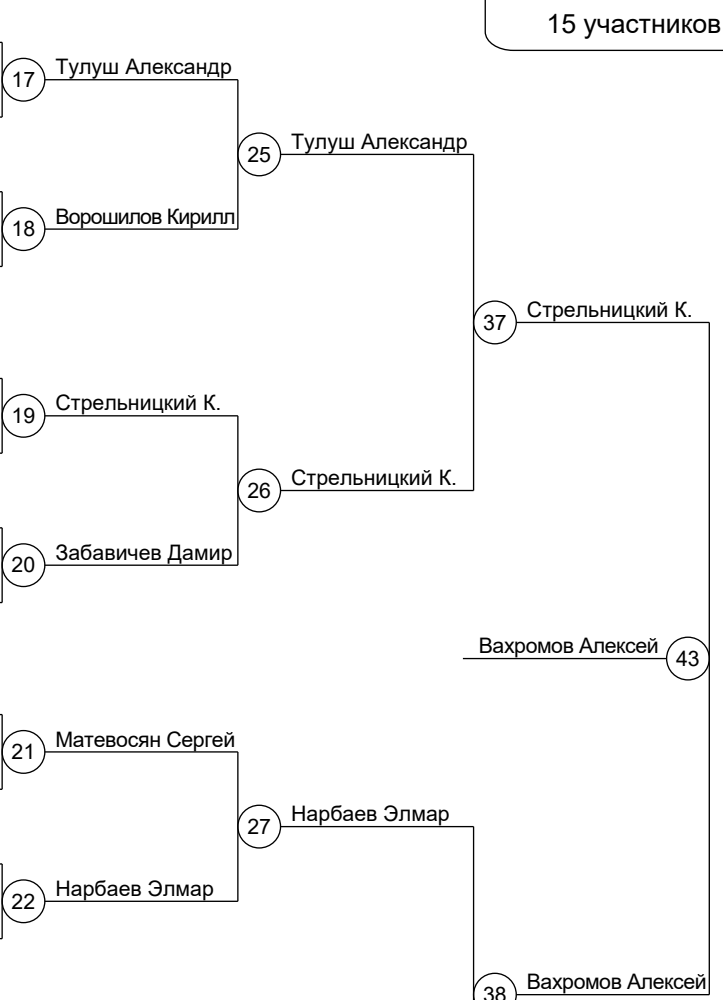 15 участников
17 Тулуш Александр
25 Тулуш Александр
18 Ворошилов Кирилл
37 Стрельницкий К.
19 Стрельницкий К.
26 Стрельницкий К.
20 Забавичев Дамир
Вахромов Алексей 43
21 Матевосян Сергей
27 Нарбаев Элмар
22 Нарбаев Элмар
38 Вахромов Алексей